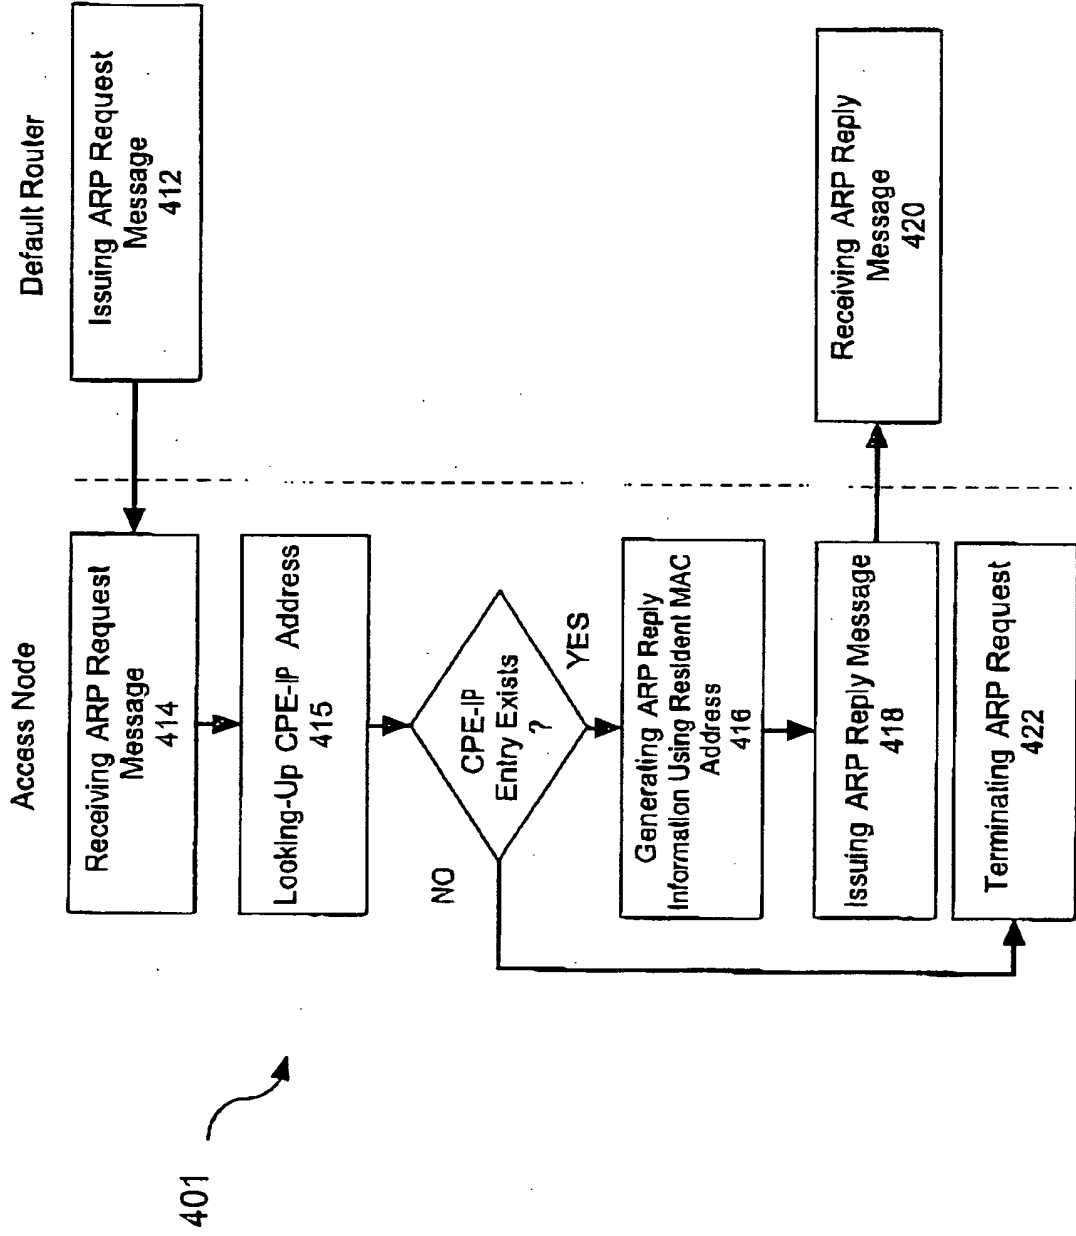 Access Node
Default Router
Issuing ARP Request
Message
412
Receiving ARP Request
Message
414
Looking-Up CPE-IP Address
415
CPE-IP
Entry Exists
?
NO
YES
Generating ARP Reply
Information Using Resident MAC
Address
416
Issuing ARP Reply Message
418
Receiving ARP Reply
Message
420
Terminating ARP Request
422
401